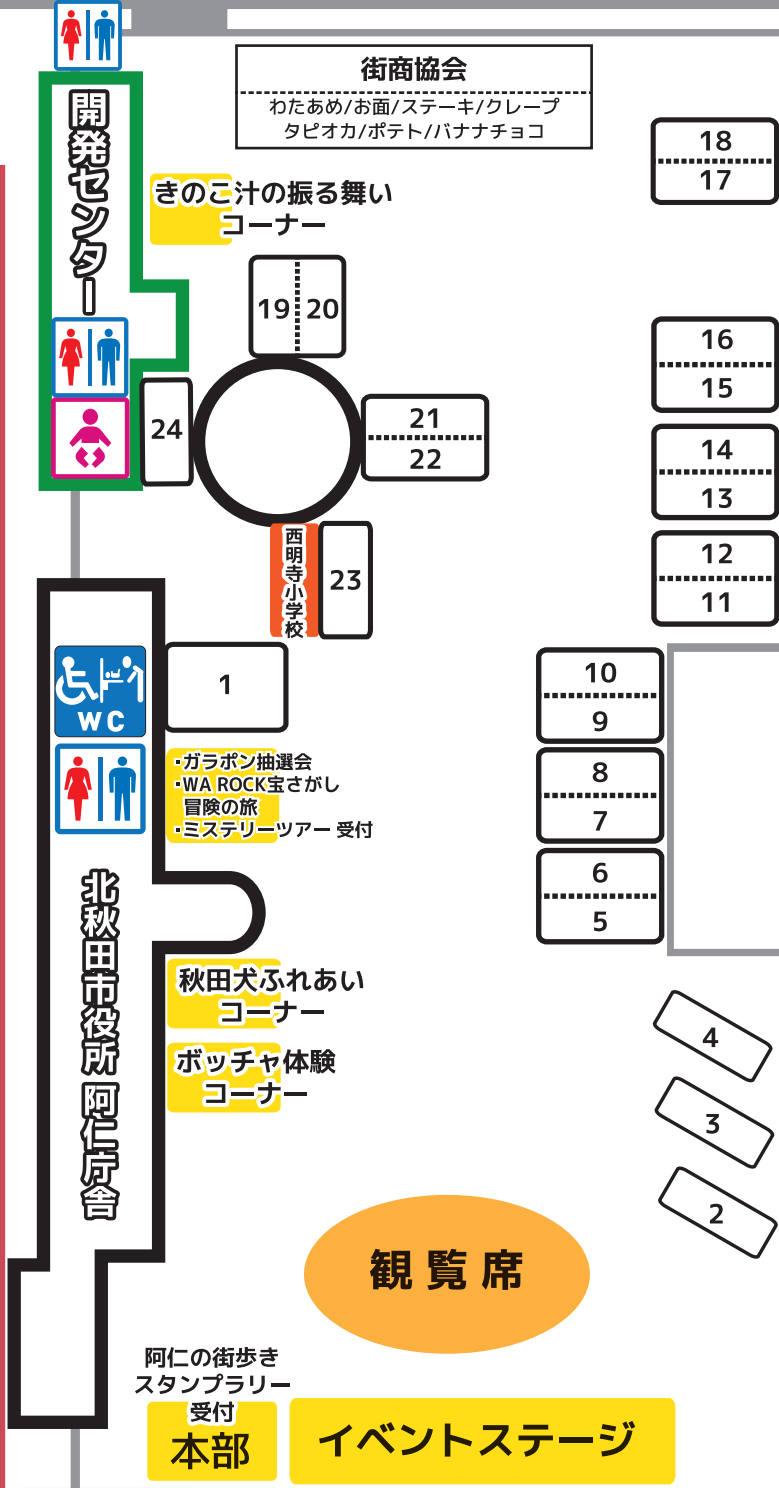 街商協会
わたあめ/お面/ステーキ/クレープ
タピオカ/ポテト/バナナチョコ
開発センター
18
17
きのこ汁の振る舞い
コーナー
19
20
16
15
24
21
22
14
13
西明寺小学校
23
12
11
WC
1
10
9
・ガラポン抽選会
・WA ROCK宝さがし
冒険の旅
・ミステリーツアー 受付
8
7
6
5
北秋田市役所 阿仁庁舎
秋田犬ふれあい
コーナー
4
ボッチャ体験
コーナー
3
2
観覧席
阿仁の街歩き
スタンプラリー
受付
本部
イベントステージ